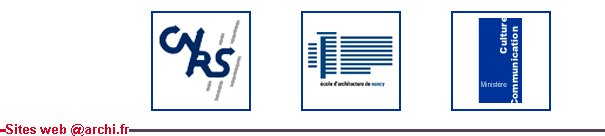 CNRS
école d'architecture de nancy
Ministère
Culture
Communication
Sites web @archi.fr